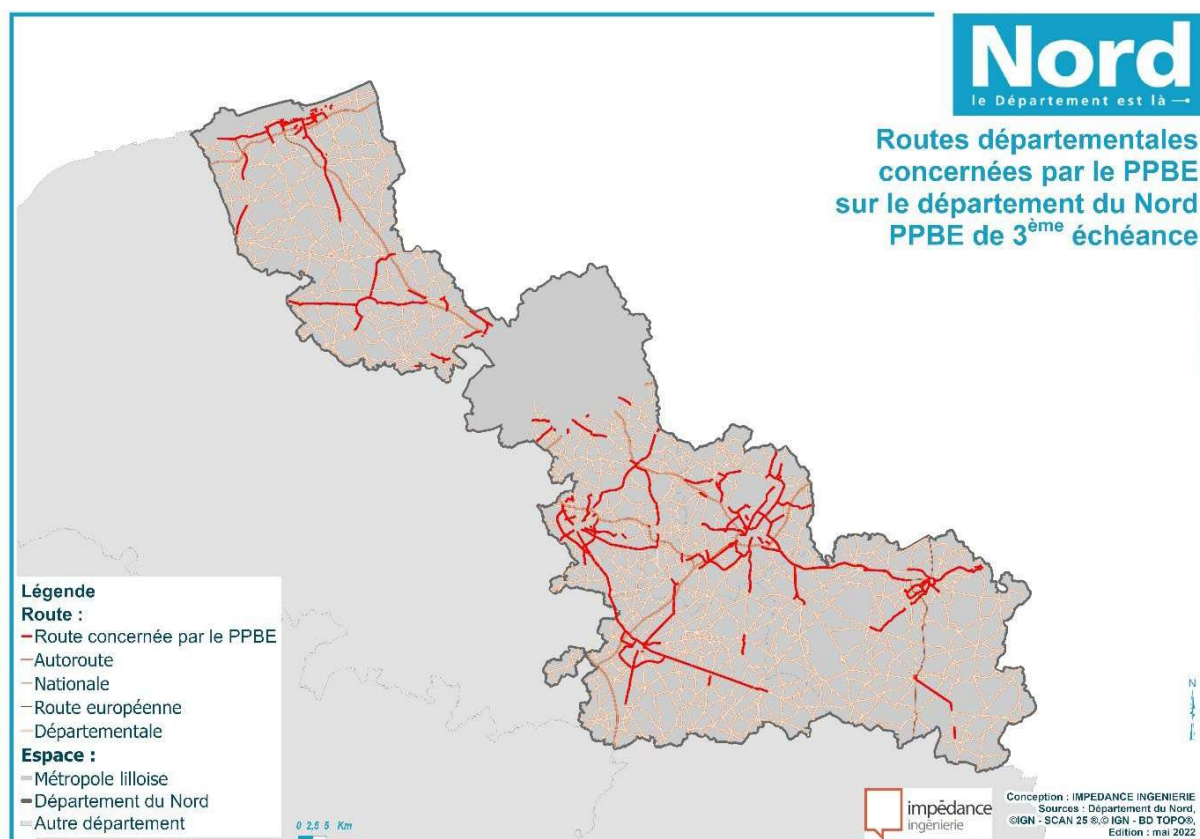 Nord
le Département est là
Routes départementales
concernées par le PPBE
sur le département du Nord
PPBE de 3ème échéance
Légende
Route :
Route concernée par le PPBE
Autoroute
Nationale
Route européenne
Départementale
Espace :
Métropole lilloise
Département du Nord
Autre département
0 2,5 5 Km
N
impédance
ingénierie
Conception : IMPEDANCE INGENIERIE
Sources : Département du Nord,
©IGN - SCAN 25 ®,© IGN - BD TOPO®,
Edition : mai 2022